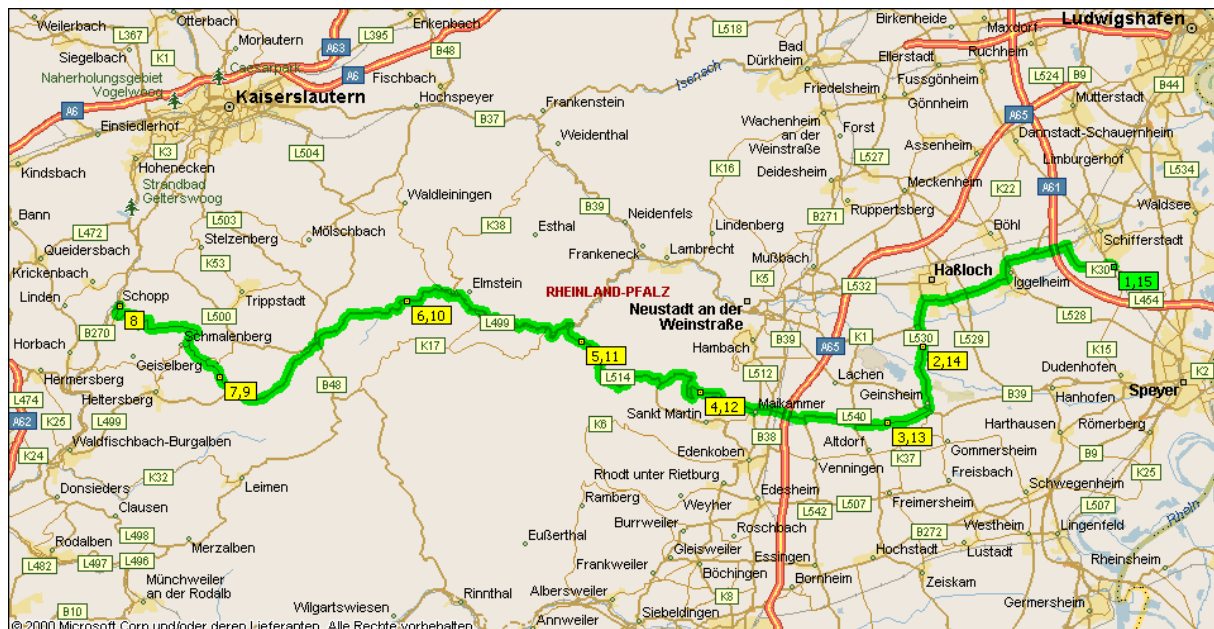 Weilerbach
Otterbach
Enkenbach
Birkenheide
Maxdorf
Ludwigshafen
L367
Morlautern
A63
L395
B48
L518
Bad
Dürkheim
Ellerstadt
Ruchheim
Siegelbach
K1
Caesarpark
A6
Fischbach
Isenach
Fussgönheim
L524
B9
B44
Naherholungsgebiet
Vogelwoog
Kaiserslautern
Hochspeyer
Frankenstein
Friedelsheim
Gönnheim
Mutterstadt
A6
B37
Wachenheim
an der
Weinstraße
A65
Einsiedlerhof
Weidenthal
Forst
Dannstadt-Schauernheim
K3
L504
L527
Assenheim
Limburgerhof
Hohenecken
K16
Deidesheim
L534
Kindsbach
Strandbad
Gelterswoog
Waldleiningen
Meckenheim
K22
A61
Bann
L503
B39
Neidenfels
B271
Ruppertsberg
Waldsee
L472
Stelzenberg
Mölschbach
K38
Esthal
Lindenberg
Böhl
Schifferstadt
Queidersbach
K53
Frankeneck
Lambrecht
Mußbach
Krickenbach
K5
Haßloch
K30
Linden
Schopp
Trippstadt
Elmstein
RHEINLAND-PFALZ
L532
Iggelheim
1,15
L454
8
L500
6,10
L499
Neustadt an der
Weinstraße
L528
B270
Schmalenberg
K17
A65
K1
L530
L529
Horbach
Geiselberg
5,11
Hambach
B39
2,14
K15
Hermersberg
7,9
B48
L514
L512
Lachen
Dudenhofen
K2
L474
Heltersberg
Geinsheim
B39
Hanhofen
Speyer
A62
K25
L499
Sankt Martin
4,12
Maikammer
L540
Harthausen
Römerberg
Waldfischbach-Burgalben
K6
B38
Altdorf
3,13
Gommersheim
K24
Edenkoben
Venningen
K37
B9
K32
Leimen
Rhodt unter Rietburg
Freisbach
K25
Donsieders
Ramberg
Weyher
Edesheim
Freimersheim
Schwegenheim
Clausen
Burrweiler
L542
L507
L507
L498
Roschbach
B272
Westheim
Lingenfeld
Rhein
Rodalben
Merzalben
Eußerthal
Gleisweiler
Essingen
Hochstadt
Lustadt
L482
L497
L496
Frankweiler
Böchingen
Bornheim
Zeiskam
Rheinsheim
Münchweiler
an der Rodalb
Rinnthal
Albersweiler
K8
B10
Wilgartswiesen
Annweiler
Siebeldingen
Germersheim
© 2000 Microsoft Corp und/oder deren Lieferanten. Alle Rechte vorbehalten.